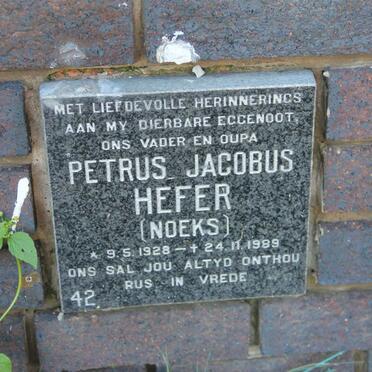 MET LIEFDEVOLLE HERINNERINGS
AAN MY DIERBARE EGGENOOT
ONS VADER EN OUPA
PETRUS JACOBUS
HEFER
(NOEKS)
* 9.5.1928 – † 24.11.1989
ONS SAL JOU ALTYD ONTHOU
RUS IN VREDE
42